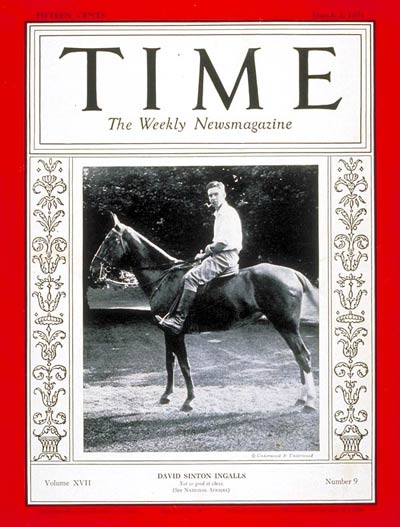 FIFTEEN CENTS
TIME
The Weekly Newsmagazine
© Underwood & Underwood
Volume XVII
DAVID SINTON INGALLS
Not so good at chess.
(See NATIONAL AFFAIRS)
Number 9